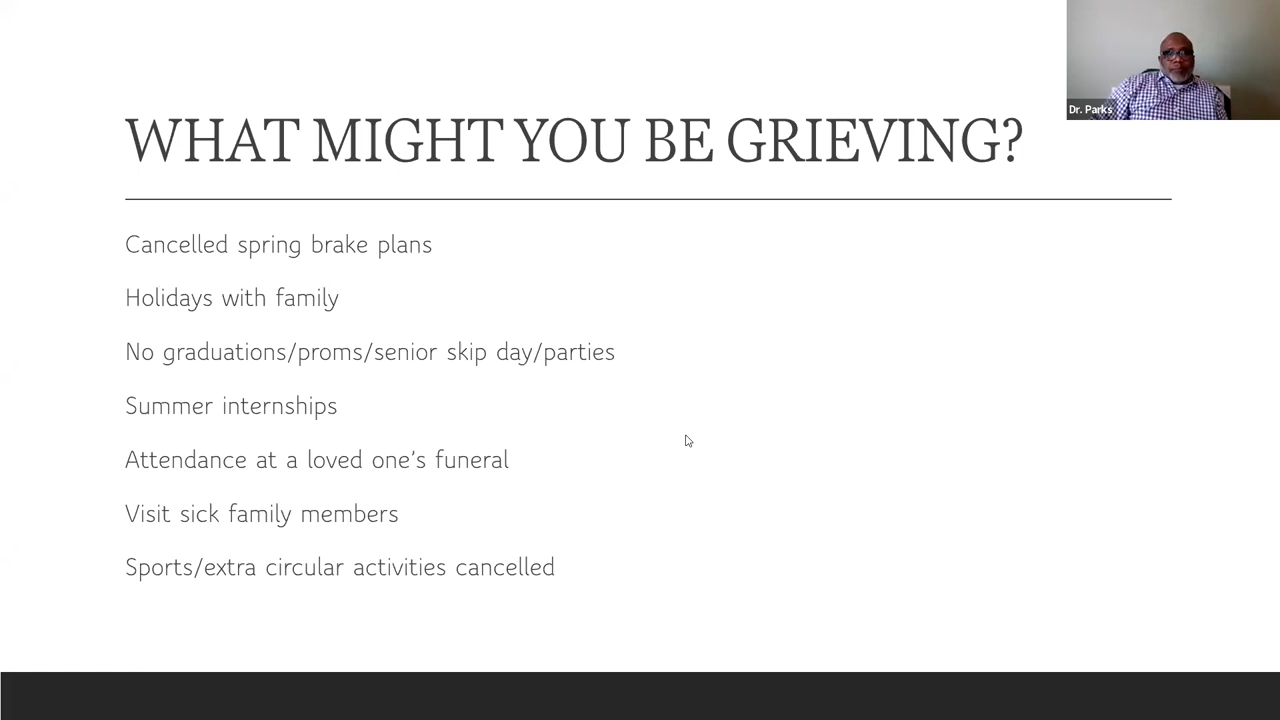 Dr. Parks
WHAT MIGHT YOU BE GRIEVING?
Cancelled spring brake plans
Holidays with family
No graduations/proms/senior skip day/parties
Summer internships
Attendance at a loved one’s funeral
Visit sick family members
Sports/extra circular activities cancelled